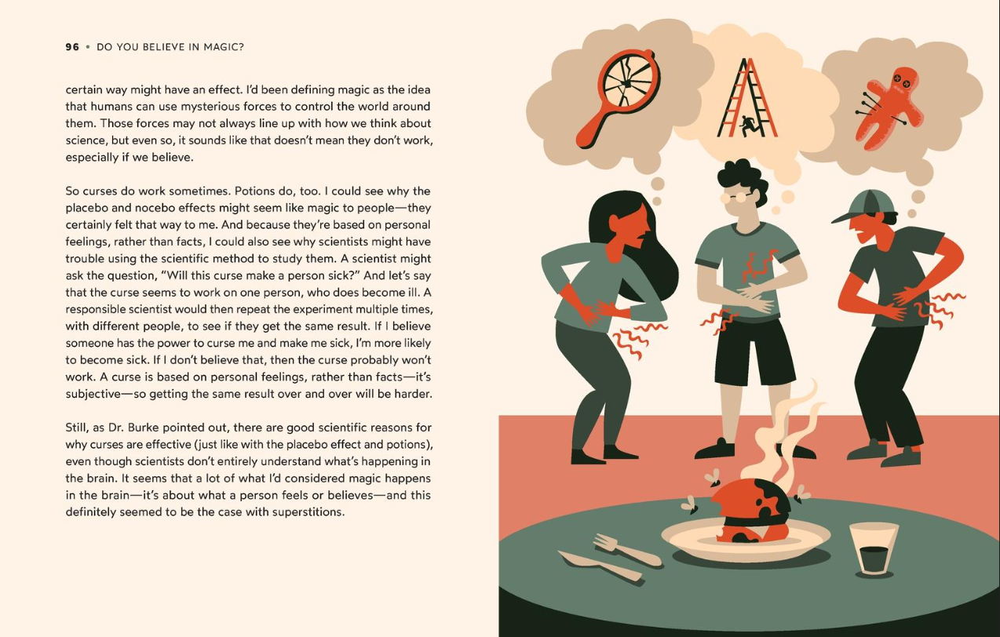 96 • DO YOU BELIEVE IN MAGIC?
certain way might have an effect. I’d been defining magic as the idea
that humans can use mysterious forces to control the world around
them. Those forces may not always line up with how we think about
science, but even so, it sounds like that doesn’t mean they don’t work,
especially if we believe.
So curses do work sometimes. Potions do, too. I could see why the
placebo and nocebo effects might seem like magic to people—they
certainly felt that way to me. And because they’re based on personal
feelings, rather than facts, I could also see why scientists might have
trouble using the scientific method to study them. A scientist might
ask the question, “Will this curse make a person sick?” And let’s say
that the curse seems to work on one person, who does become ill. A
responsible scientist would then repeat the experiment multiple times,
with different people, to see if they get the same result. If I believe
someone has the power to curse me and make me sick, I’m more likely
to become sick. If I don’t believe that, then the curse probably won’t
work. A curse is based on personal feelings, rather than facts—it’s
subjective—so getting the same result over and over will be harder.
Still, as Dr. Burke pointed out, there are good scientific reasons for
why curses are effective (just like with the placebo effect and potions),
even though scientists don’t entirely understand what’s happening in
the brain. It seems that a lot of what I’d considered magic happens
in the brain—it’s about what a person feels or believes—and this
definitely seemed to be the case with superstitions.